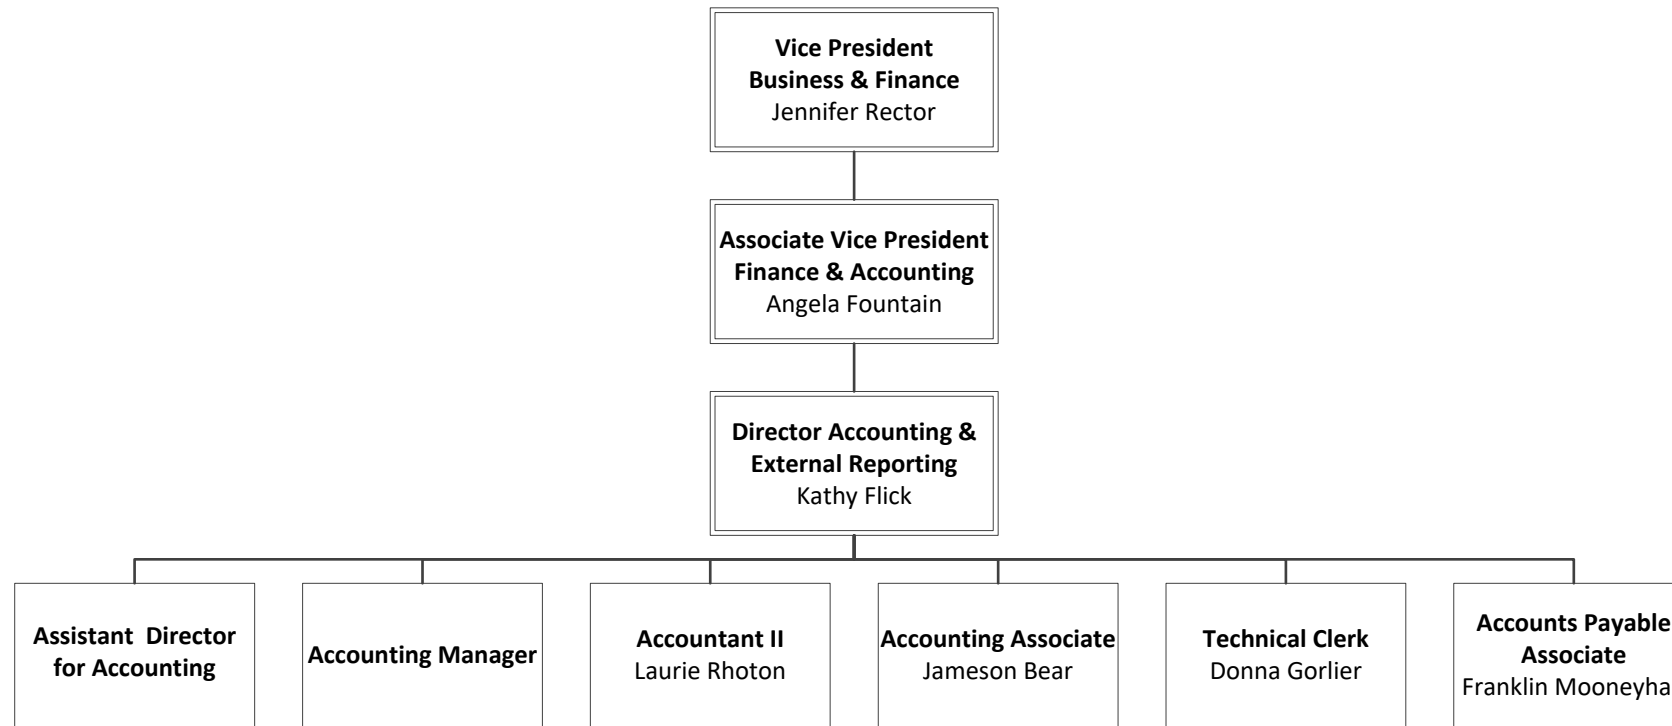 Vice President
Business & Finance
Jennifer Rector
Associate Vice President
Finance & Accounting
Angela Fountain
Director Accounting &
External Reporting
Kathy Flick
Assistant Director
for Accounting
Accounting Manager
Accountant II
Laurie Rhoton
Accounting Associate
Jameson Bear
Technical Clerk
Donna Gorlier
Accounts Payable
Associate
Franklin